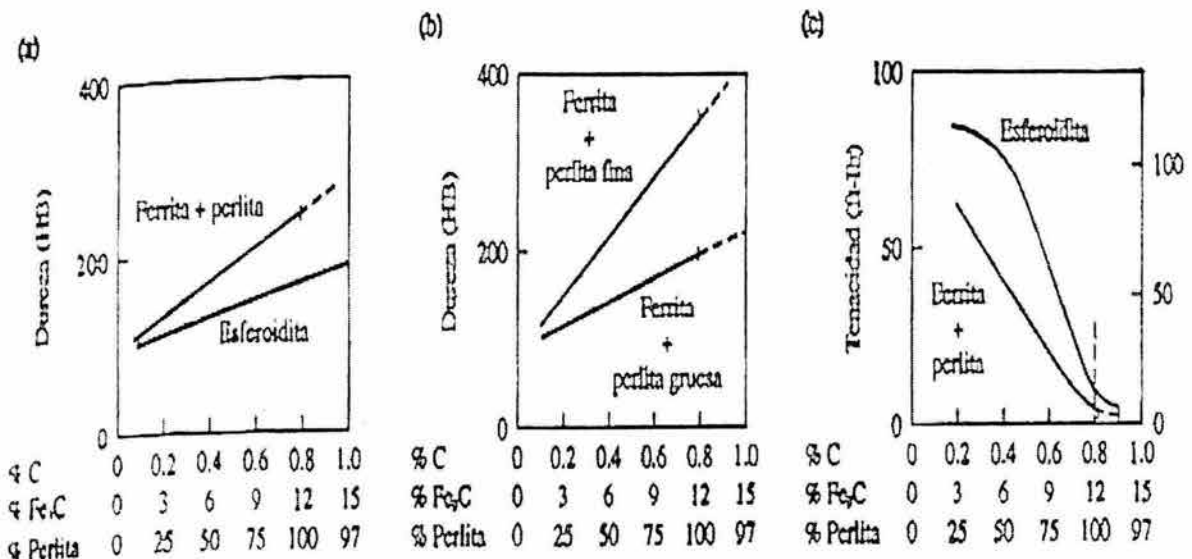 (a)
400
200
0
Dureza (HB)
Ferrita + perlita
Esferoidita
% C 0 0.2 0.4 0.6 0.8 1.0
% Fe₃C 0 3 6 9 12 15
% Perlita 0 25 50 75 100 97
(b)
400
200
0
Dureza (HB)
Ferrita
+
perlita fina
Ferrita
+
perlita gruesa
% C 0 0.2 0.4 0.6 0.8 1.0
% Fe₃C 0 3 6 9 12 15
% Perlita 0 25 50 75 100 97
(c)
100
50
0
Tenacidad (ft-lb)
Esferoidita
Ferrita
+
perlita
100
50
0
% C 0 0.2 0.4 0.6 0.8 1.0
% Fe₃C 0 3 6 9 12 15
% Perlita 0 25 50 75 100 97